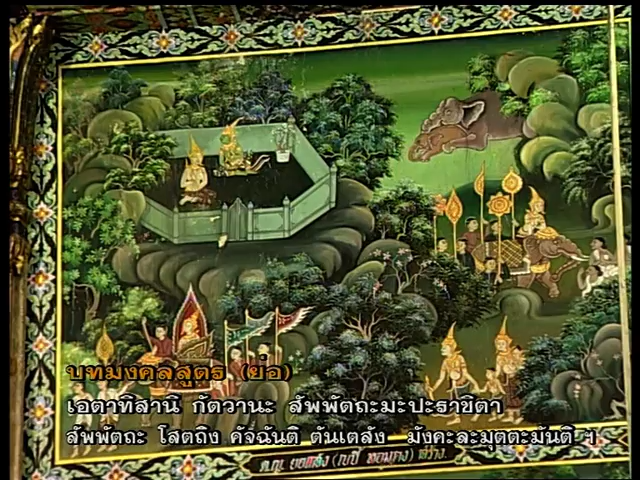 บทมงคลสูตร (ย่อ)
เอตาทิสานิ กัตวานะ สัพพัตถะมะปะราชิตา
สัพพัตถะ โสตถิง คัจฉันติ ตันเตสัง มังคะละมุตตะมันติ ฯ